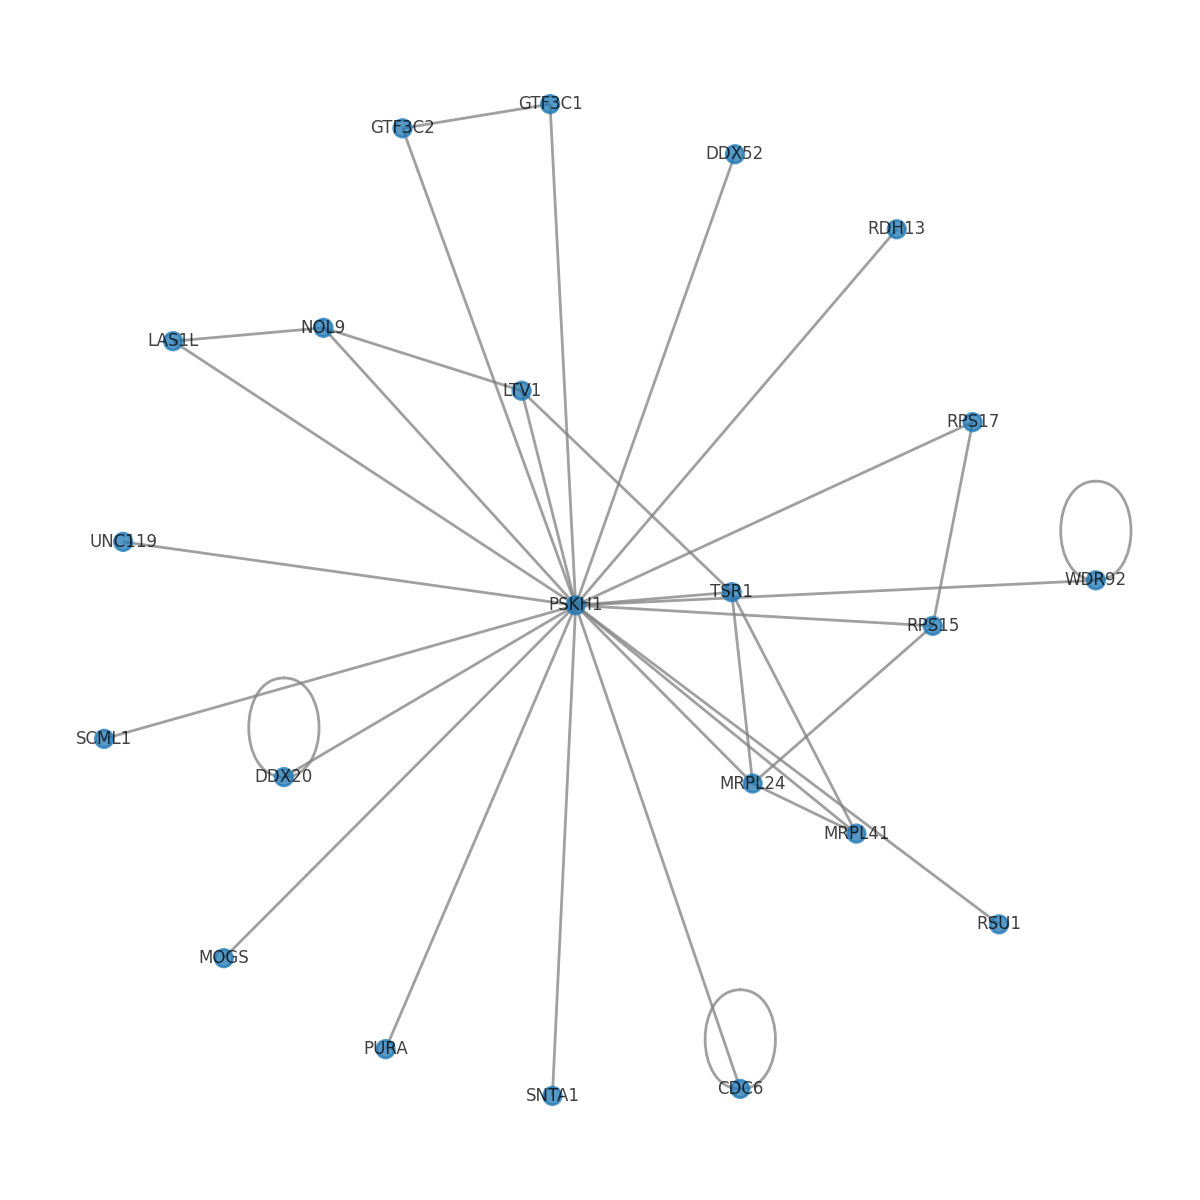 GTF3C1
GTF3C2
DDX52
RDH13
NOL9
LAS1L
LTV1
RPS17
UNC119
WDR92
TSR1
PSKH1
RPS15
SCML1
DDX20
MRPL24
MRPL41
RSU1
MOGS
PURA
CDC6
SNTA1